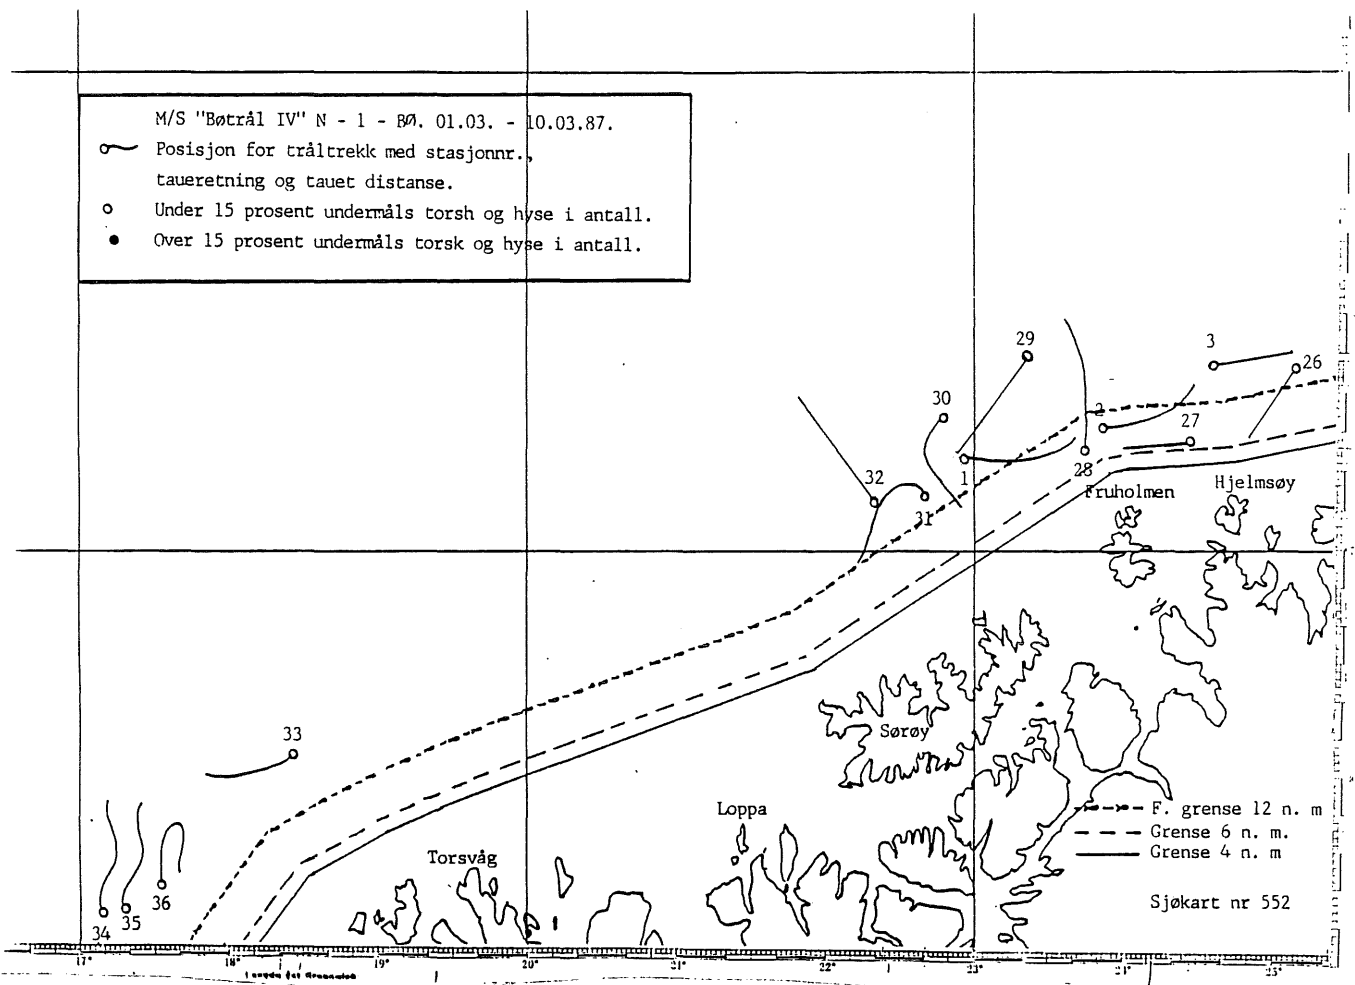 M/S "Bøtrål IV" N - 1 - BØ. 01.03. - 10.03.87.
Posisjon for tråltrekk med stasjonnr.,
taueretning og tauet distanse.
Under 15 prosent undermåls torsh og hyse i antall.
Over 15 prosent undermåls torsk og hyse i antall.
29
3
26
30
2
27
32
1
28
31
Fruholmen
Hjelmsøy
33
Sørøy
Loppa
F. grense 12 n. m
Grense 6 n. m.
Grense 4 n. m
Torsvåg
36
35
34
Sjøkart nr 552
17°
18°
19°
20°
22°
23°